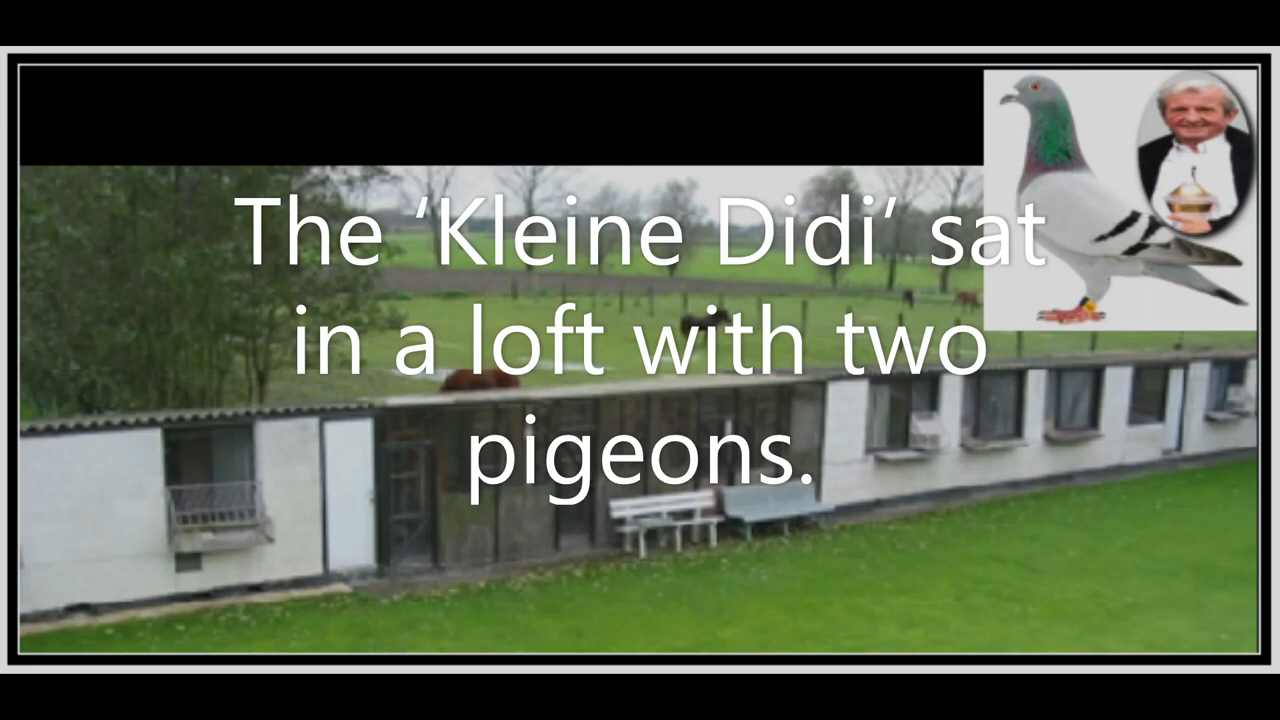 The ‘Kleine Didi’ sat
in a loft with two
pigeons.